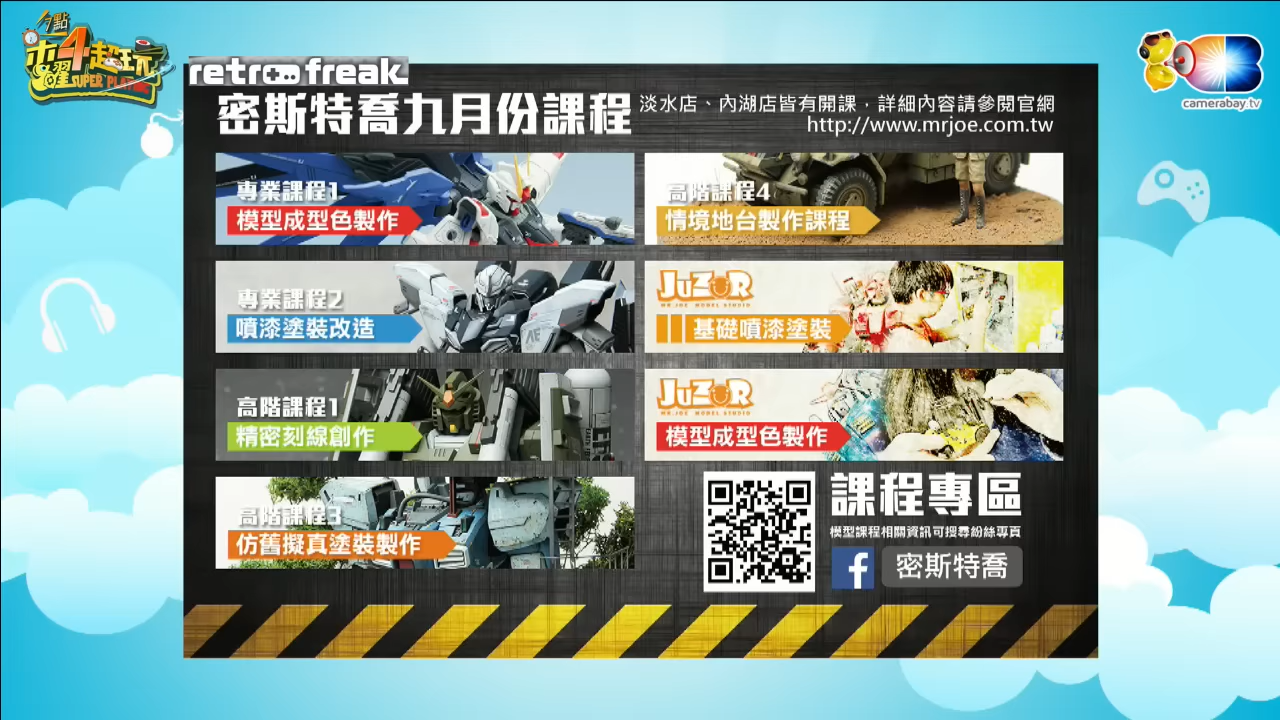 夕點
木曜4超玩
SUPER PLAY
camerabay.tv
retro freak
密斯特喬九月份課程
淡水店、內湖店皆有開課，詳細內容請參閱官網
http://www.mrjoe.com.tw
專業課程1
模型成型色製作
專業課程2
噴漆塗裝改造
高階課程1
精密刻線創作
高階課程3
仿舊擬真塗裝製作
高階課程4
情境地台製作課程
JUZOR
MR.JOE MODEL STUDIO
基礎噴漆塗裝
JUZOR
MR.JOE MODEL STUDIO
模型成型色製作
課程專區
模型課程相關資訊可搜尋紛絲專頁
f 密斯特喬